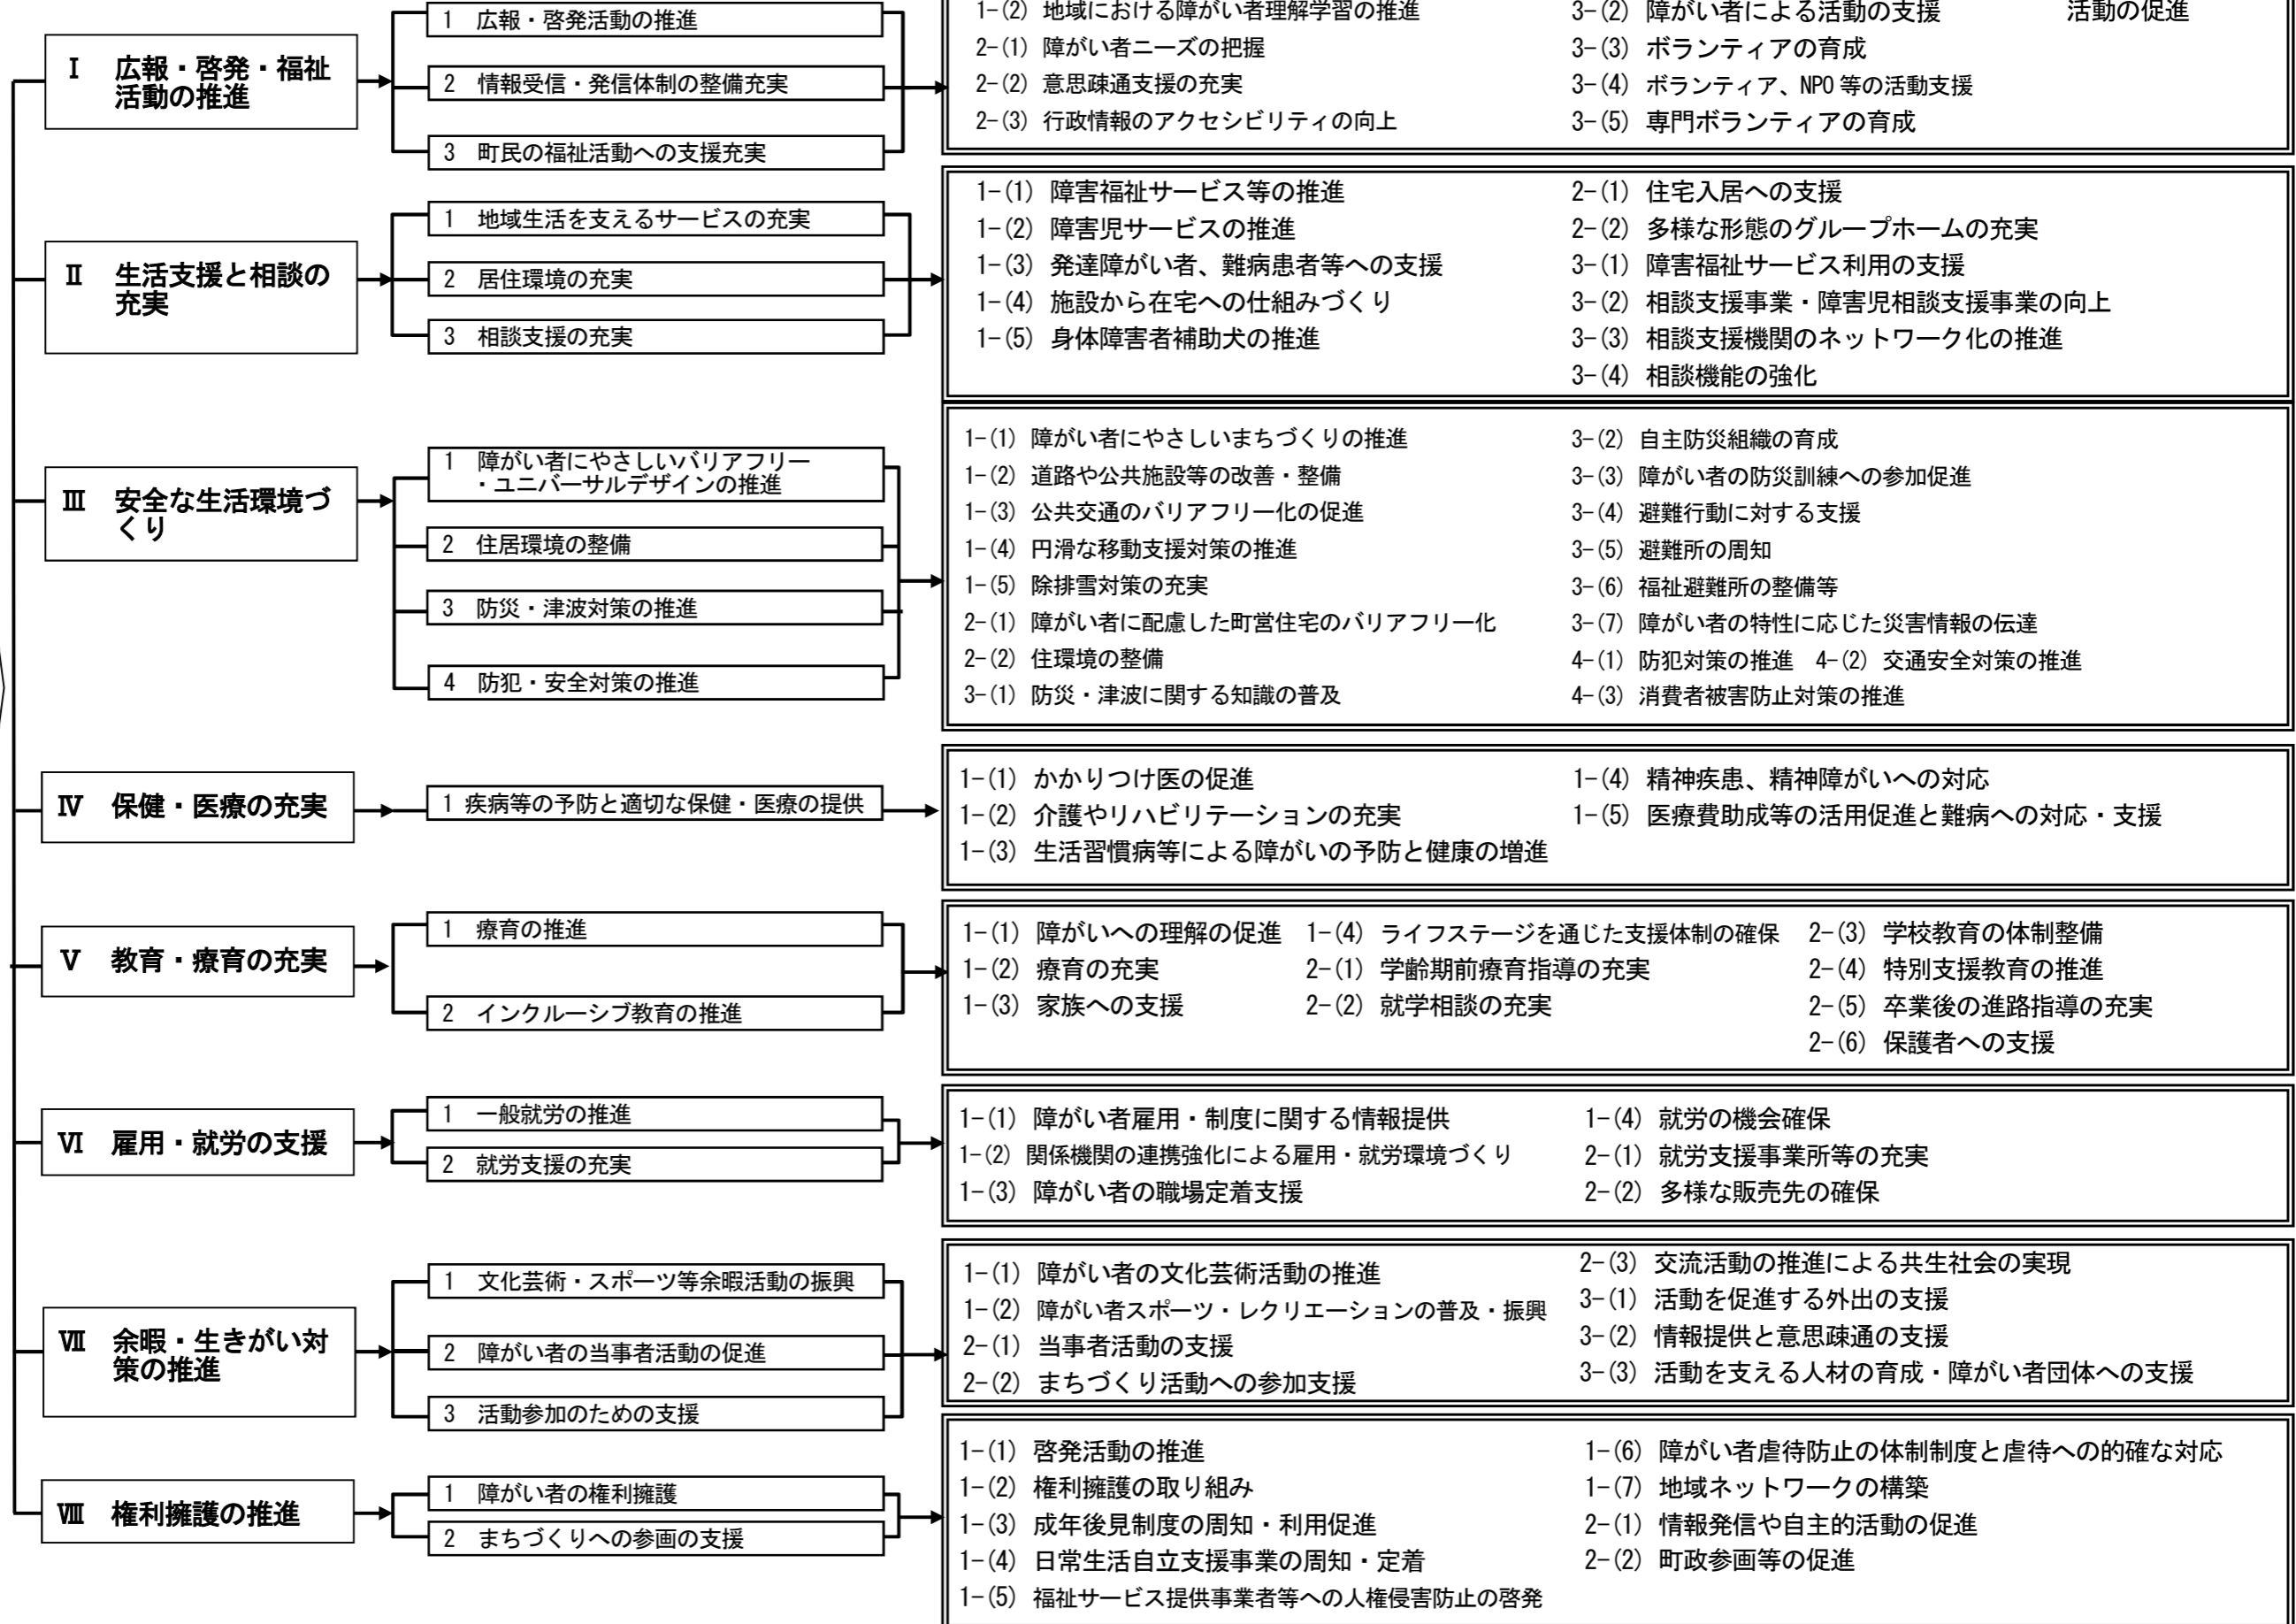 Ⅰ 広報・啓発・福祉
活動の推進
1 広報・啓発活動の推進
2 情報受信・発信体制の整備充実
3 町民の福祉活動への支援充実
1-(2) 地域における障がい者理解学習の推進
2-(1) 障がい者ニーズの把握
2-(2) 意思疎通支援の充実
2-(3) 行政情報のアクセシビリティの向上
3-(2) 障がい者による活動の支援 活動の促進
3-(3) ボランティアの育成
3-(4) ボランティア、NPO等の活動支援
3-(5) 専門ボランティアの育成
Ⅱ 生活支援と相談の
充実
1 地域生活を支えるサービスの充実
2 居住環境の充実
3 相談支援の充実
1-(1) 障害福祉サービス等の推進
1-(2) 障害児サービスの推進
1-(3) 発達障がい者、難病患者等への支援
1-(4) 施設から在宅への仕組みづくり
1-(5) 身体障害者補助犬の推進
2-(1) 住宅入居への支援
2-(2) 多様な形態のグループホームの充実
3-(1) 障害福祉サービス利用の支援
3-(2) 相談支援事業・障害児相談支援事業の向上
3-(3) 相談支援機関のネットワーク化の推進
3-(4) 相談機能の強化
Ⅲ 安全な生活環境づ
くり
1 障がい者にやさしいバリアフリー
・ユニバーサルデザインの推進
2 住居環境の整備
3 防災・津波対策の推進
4 防犯・安全対策の推進
1-(1) 障がい者にやさしいまちづくりの推進
1-(2) 道路や公共施設等の改善・整備
1-(3) 公共交通のバリアフリー化の促進
1-(4) 円滑な移動支援対策の推進
1-(5) 除排雪対策の充実
2-(1) 障がい者に配慮した町営住宅のバリアフリー化
2-(2) 住環境の整備
3-(1) 防災・津波に関する知識の普及
3-(2) 自主防災組織の育成
3-(3) 障がい者の防災訓練への参加促進
3-(4) 避難行動に対する支援
3-(5) 避難所の周知
3-(6) 福祉避難所の整備等
3-(7) 障がい者の特性に応じた災害情報の伝達
4-(1) 防犯対策の推進 4-(2) 交通安全対策の推進
4-(3) 消費者被害防止対策の推進
Ⅳ 保健・医療の充実
1 疾病等の予防と適切な保健・医療の提供
1-(1) かかりつけ医の促進
1-(2) 介護やリハビリテーションの充実
1-(3) 生活習慣病等による障がいの予防と健康の増進
1-(4) 精神疾患、精神障がいへの対応
1-(5) 医療費助成等の活用促進と難病への対応・支援
Ⅴ 教育・療育の充実
1 療育の推進
2 インクルーシブ教育の推進
1-(1) 障がいへの理解の促進
1-(2) 療育の充実
1-(3) 家族への支援
1-(4) ライフステージを通じた支援体制の確保
2-(1) 学齢期前療育指導の充実
2-(2) 就学相談の充実
2-(3) 学校教育の体制整備
2-(4) 特別支援教育の推進
2-(5) 卒業後の進路指導の充実
2-(6) 保護者への支援
Ⅵ 雇用・就労の支援
1 一般就労の推進
2 就労支援の充実
1-(1) 障がい者雇用・制度に関する情報提供
1-(2) 関係機関の連携強化による雇用・就労環境づくり
1-(3) 障がい者の職場定着支援
1-(4) 就労の機会確保
2-(1) 就労支援事業所等の充実
2-(2) 多様な販売先の確保
Ⅶ 余暇・生きがい対
策の推進
1 文化芸術・スポーツ等余暇活動の振興
2 障がい者の当事者活動の促進
3 活動参加のための支援
1-(1) 障がい者の文化芸術活動の推進
1-(2) 障がい者スポーツ・レクリエーションの普及・振興
2-(1) 当事者活動の支援
2-(2) まちづくり活動への参加支援
2-(3) 交流活動の推進による共生社会の実現
3-(1) 活動を促進する外出の支援
3-(2) 情報提供と意思疎通の支援
3-(3) 活動を支える人材の育成・障がい者団体への支援
Ⅷ 権利擁護の推進
1 障がい者の権利擁護
2 まちづくりへの参画の支援
1-(1) 啓発活動の推進
1-(2) 権利擁護の取り組み
1-(3) 成年後見制度の周知・利用促進
1-(4) 日常生活自立支援事業の周知・定着
1-(5) 福祉サービス提供事業者等への人権侵害防止の啓発
1-(6) 障がい者虐待防止の体制制度と虐待への的確な対応
1-(7) 地域ネットワークの構築
2-(1) 情報発信や自主的活動の促進
2-(2) 町政参画等の促進